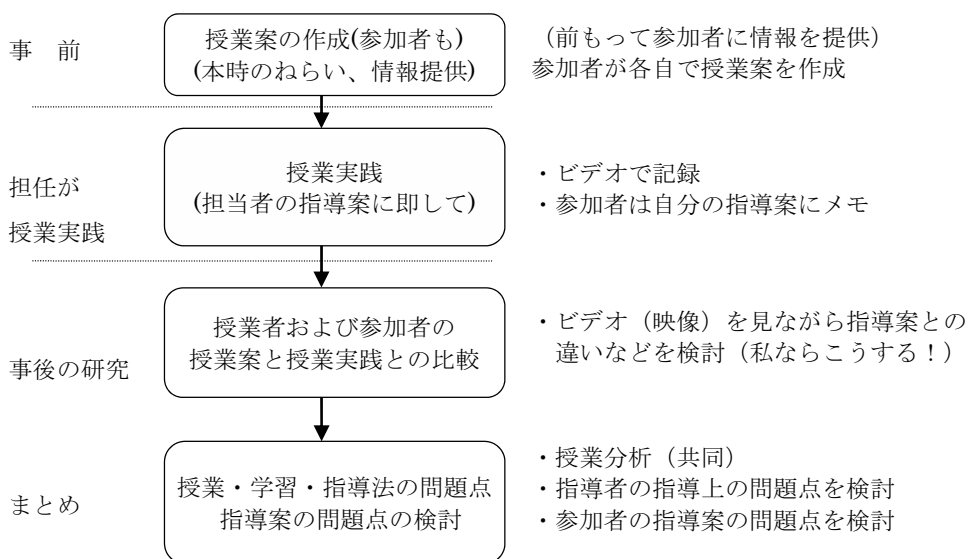 事　前
授業案の作成(参加者も)
(本時のねらい、情報提供)
（前もって参加者に情報を提供）
参加者が各自で授業案を作成
担任が
授業実践
授業実践
(担当者の指導案に即して)
・ビデオで記録
・参加者は自分の指導案にメモ
事後の研究
授業者および参加者の
授業案と授業実践との比較
・ビデオ（映像）を見ながら指導案との
違いなどを検討（私ならこうする！）
まとめ
授業・学習・指導法の問題点
指導案の問題点の検討
・授業分析（共同）
・指導者の指導上の問題点を検討
・参加者の指導案の問題点を検討